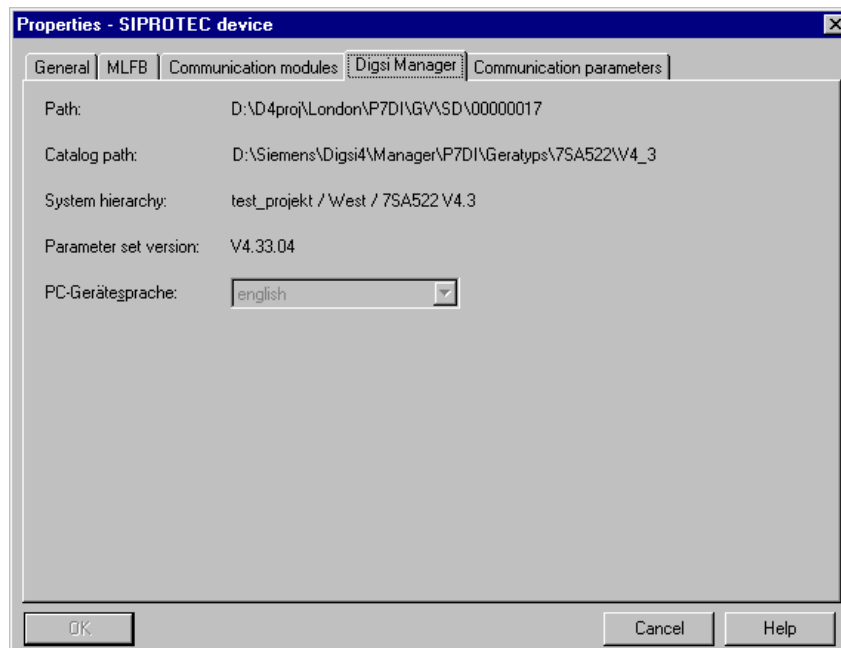 Properties - SIPROTEC device
General MLFB Communication modules Digsi Manager Communication parameters
Path: D:\D4proj\London\P7DI\GV\SD\00000017
Catalog path: D:\Siemens\Digsi4\Manager\P7DI\Geratyps\7SA522\V4_3
System hierarchy: test_projekt / West / 7SA522 V4.3
Parameter set version: V4.33.04
PC-Gerätesprache: english
OK Cancel Help